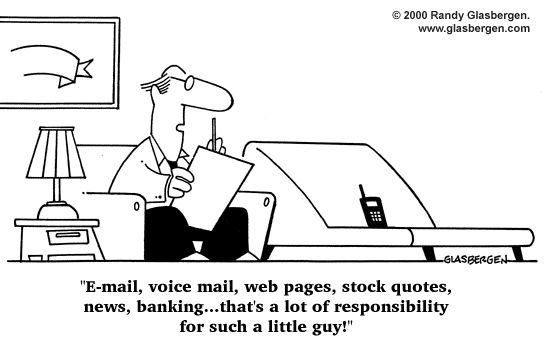 © 2000 Randy Glasbergen.
www.glasbergen.com
GLASBERGEN
"E-mail, voice mail, web pages, stock quotes,
news, banking...that's a lot of responsibility
for such a little guy!"